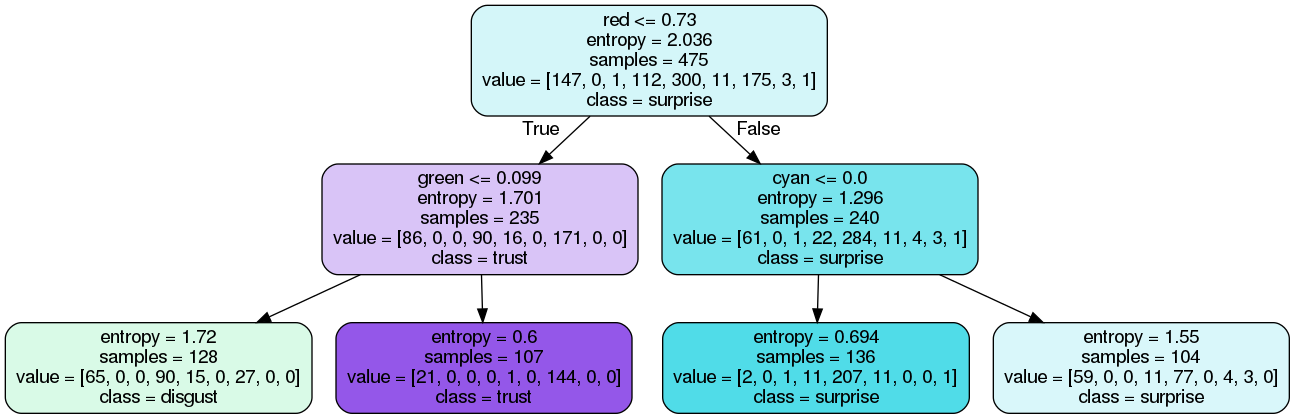 red <= 0.73
entropy = 2.036
samples = 475
value = [147, 0, 1, 112, 300, 11, 175, 3, 1]
class = surprise
True
False
green <= 0.099
entropy = 1.701
samples = 235
value = [86, 0, 0, 90, 16, 0, 171, 0, 0]
class = trust
cyan <= 0.0
entropy = 1.296
samples = 240
value = [61, 0, 1, 22, 284, 11, 4, 3, 1]
class = surprise
entropy = 1.72
samples = 128
value = [65, 0, 0, 90, 15, 0, 27, 0, 0]
class = disgust
entropy = 0.6
samples = 107
value = [21, 0, 0, 0, 1, 0, 144, 0, 0]
class = trust
entropy = 0.694
samples = 136
value = [2, 0, 1, 11, 207, 11, 0, 0, 1]
class = surprise
entropy = 1.55
samples = 104
value = [59, 0, 0, 11, 77, 0, 4, 3, 0]
class = surprise